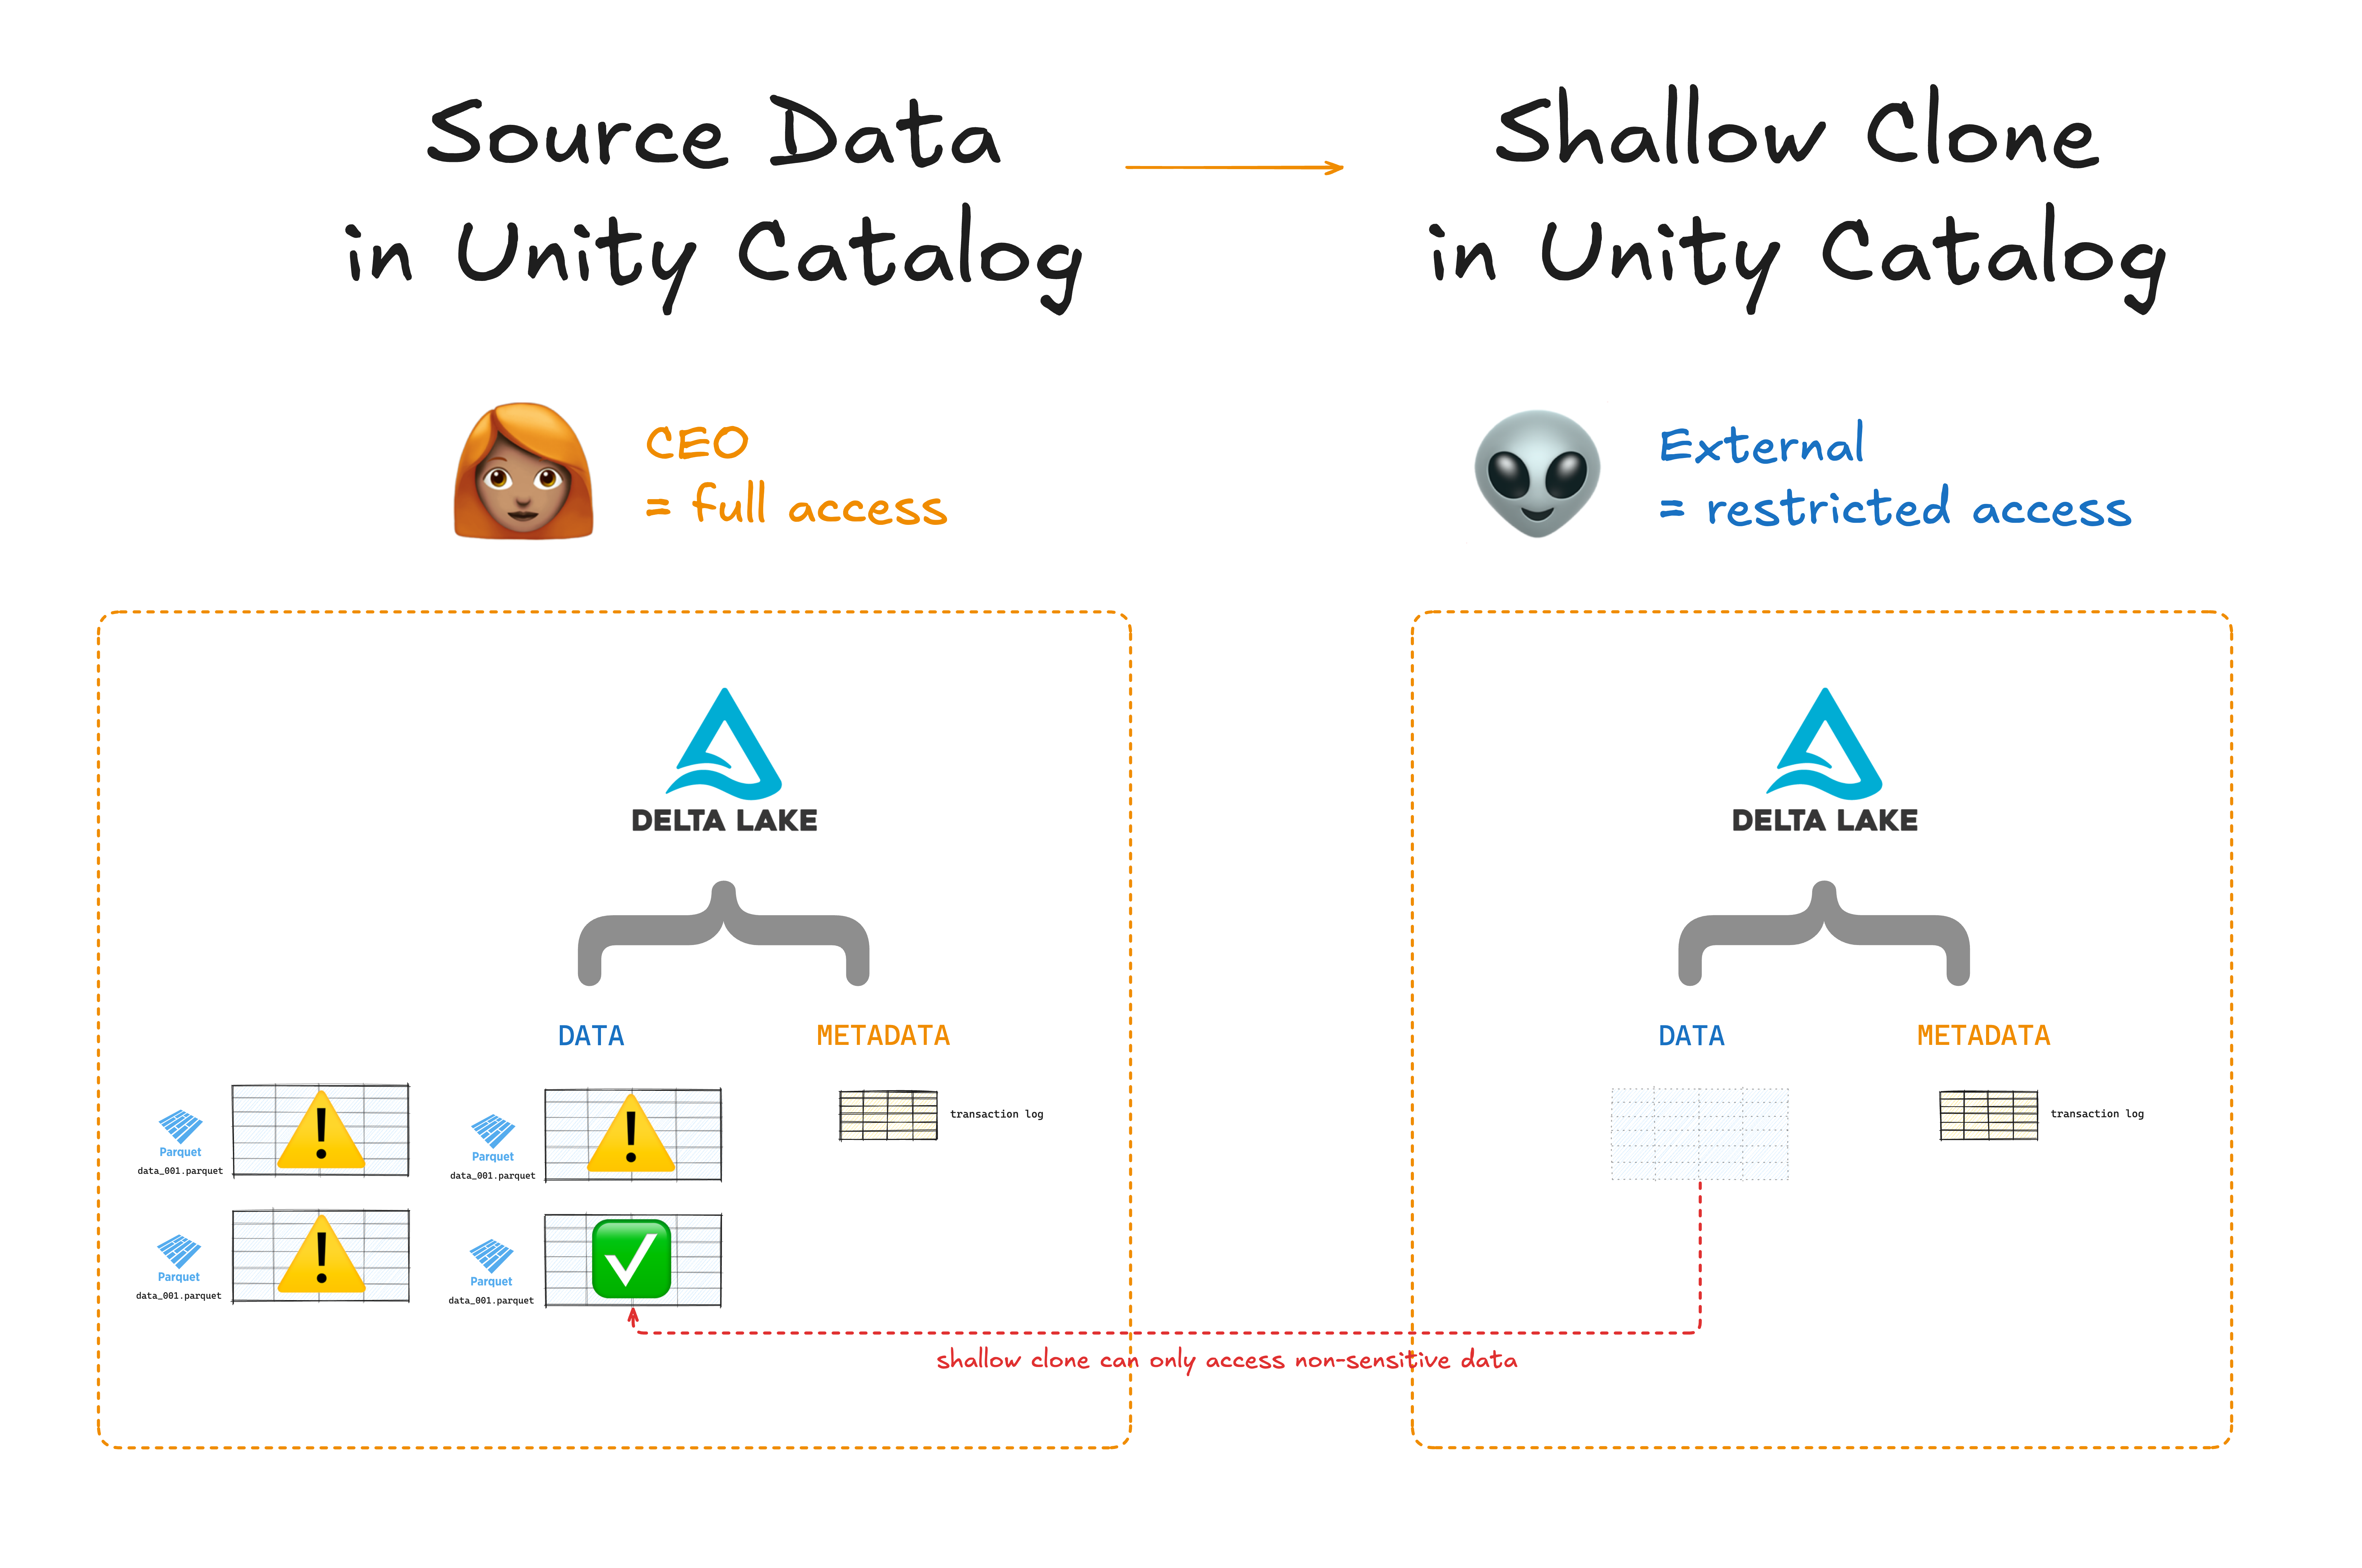 Source Data
in Unity Catalog
Shallow Clone
in Unity Catalog
CEO
= full access
External
= restricted access
DELTA LAKE
DATA
METADATA
Parquet
data_001.parquet
Parquet
data_001.parquet
transaction log
Parquet
data_001.parquet
Parquet
data_001.parquet
DELTA LAKE
DATA
METADATA
transaction log
shallow clone can only access non-sensitive data